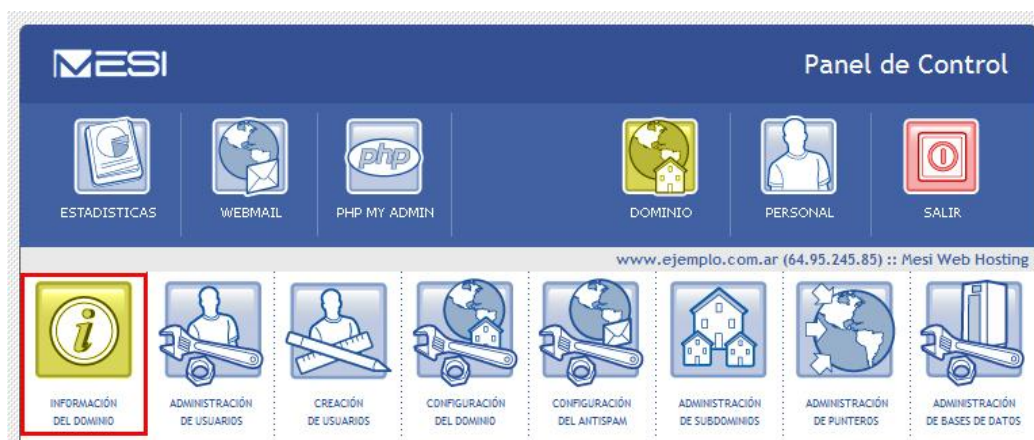 MESI
Panel de Control
php
ESTADISTICAS WEBMAIL PHP MY ADMIN DOMINIO PERSONAL SALIR
www.ejemplo.com.ar (64.95.245.85) :: Mesi Web Hosting
i
INFORMACIÓN
DEL DOMINIO
ADMINISTRACIÓN
DE USUARIOS
CREACIÓN
DE USUARIOS
CONFIGURACIÓN
DEL DOMINIO
CONFIGURACIÓN
DEL ANTISPAM
ADMINISTRACIÓN
DE SUBDOMINIOS
ADMINISTRACIÓN
DE PUNTEROS
ADMINISTRACIÓN
DE BASES DE DATOS